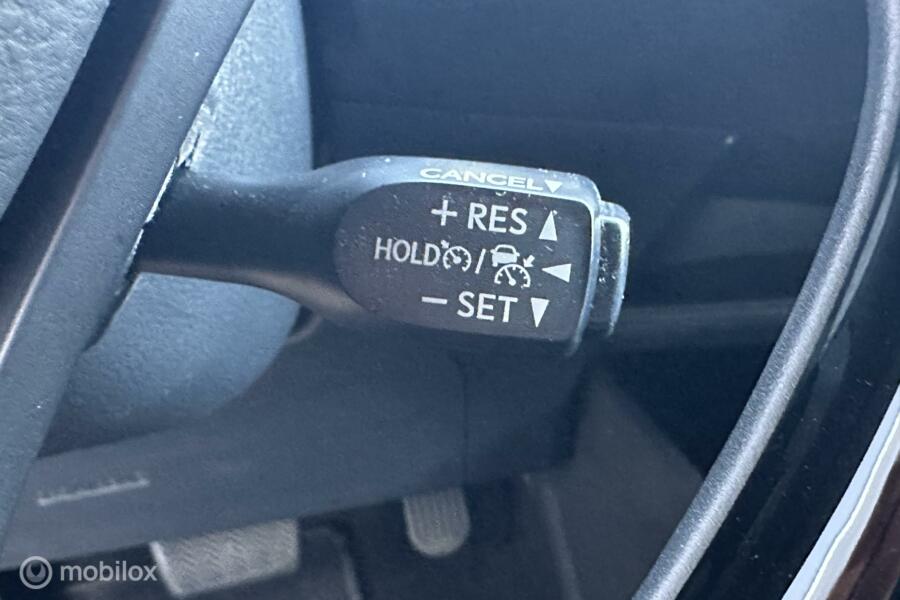 CANCEL▼
+ RES ▲
HOLD / ◀
− SET ▼
mobilox